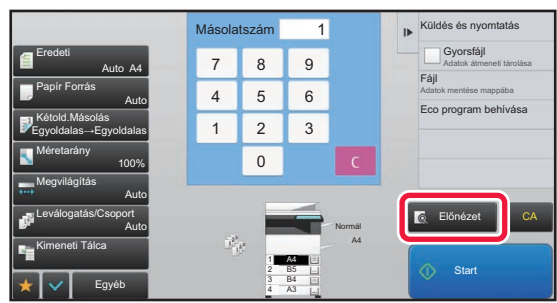 Másolatszám 1
Eredeti
Auto A4
Papír Forrás
Auto
Kétold.Másolás
Egyoldalas→Egyoldalas
Méretarány
100%
Megvilágítás
Auto
Leválogatás/Csoport
Auto
Kimeneti Tálca
Egyéb
7 8 9
4 5 6
1 2 3
0 C
Normál
A4
1 A4
2 B5
3 B4
4 A3
Küldés és nyomtatás
Gyorsfájl
Adatok átmeneti tárolása
Fájl
Adatok mentése mappába
Eco program behívása
Előnézet CA
Start